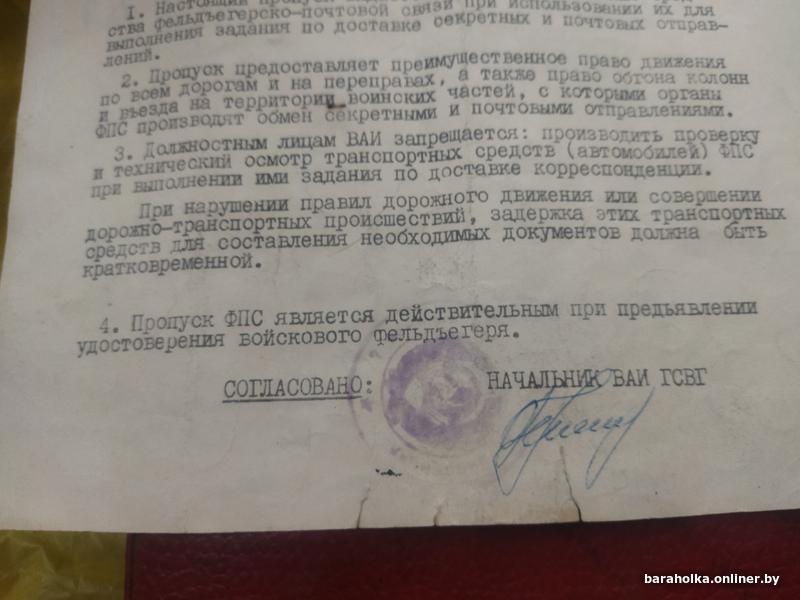 I. Настоящий пропуск
ства фельдъегерско-почтовой связи при использовании их для
выполнения задания по доставке секретных и почтовых отправ-
лений.
2. Пропуск предоставляет преимущественное право движения
по всем дорогам и на переправах, а также право обгона колонн
и въезда на территории воинских частей, с которыми органы
ФПС производят обмен секретными и почтовыми отправлениями.
3. Должностным лицам ВАИ запрещается: производить проверку
и технический осмотр транспортных средств (автомобилей) ФПС
при выполнении ими задания по доставке корреспонденции.
При нарушении правил дорожного движения или совершении
дорожно-транспортных происшествий, задержка этих транспортных
средств для составления необходимых документов должна быть
кратковременной.
4. Пропуск ФПС является действительным при предъявлении
удостоверения войскового фельдъегеря.
СОГЛАСОВАНО: НАЧАЛЬНИК ВАИ ГСВГ
baraholka.onliner.by